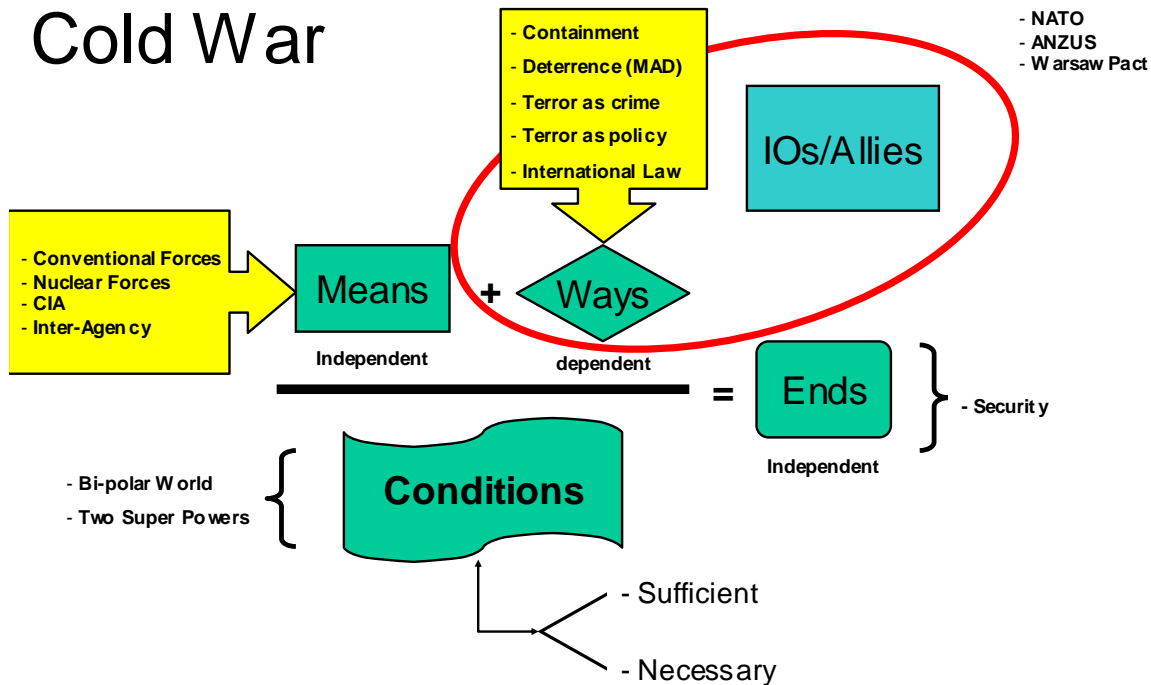 Cold War
- Containment
- Deterrence (MAD)
- Terror as crime
- Terror as policy
- International Law
- NATO
- ANZUS
- Warsaw Pact
IOs/Allies
- Conventional Forces
- Nuclear Forces
- CIA
- Inter-Agency
Means
+
Ways
Independent
dependent
=
Ends
- Security
Independent
- Bi-polar World
- Two Super Powers
Conditions
- Sufficient
- Necessary